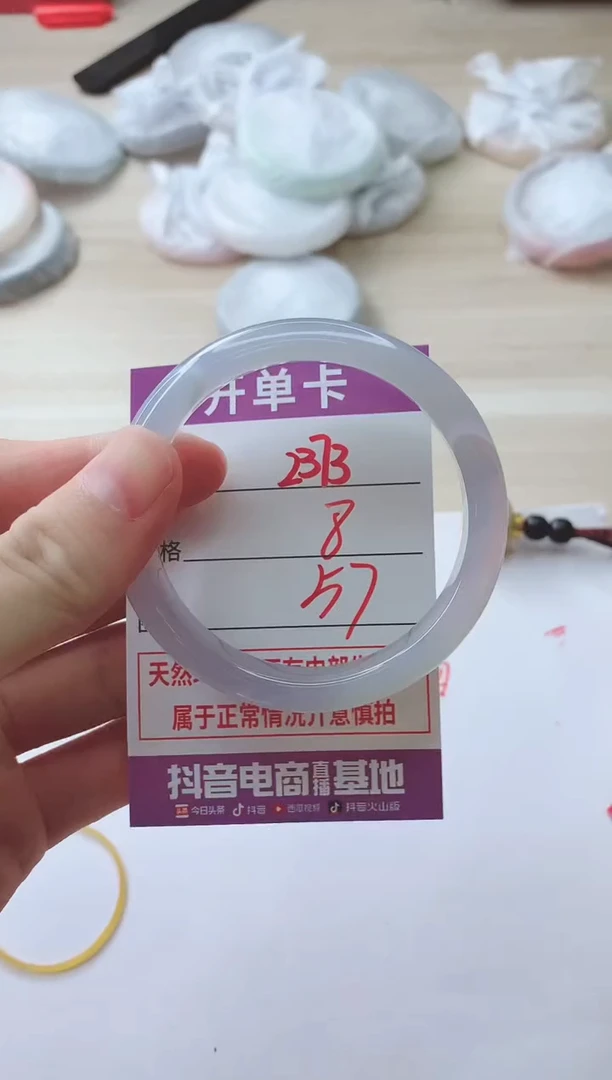 开单卡
2373
格
8
57
天然
属于正常情况介意慎拍
抖音电商直播基地
今日头条 抖音 西瓜视频 抖音火山版